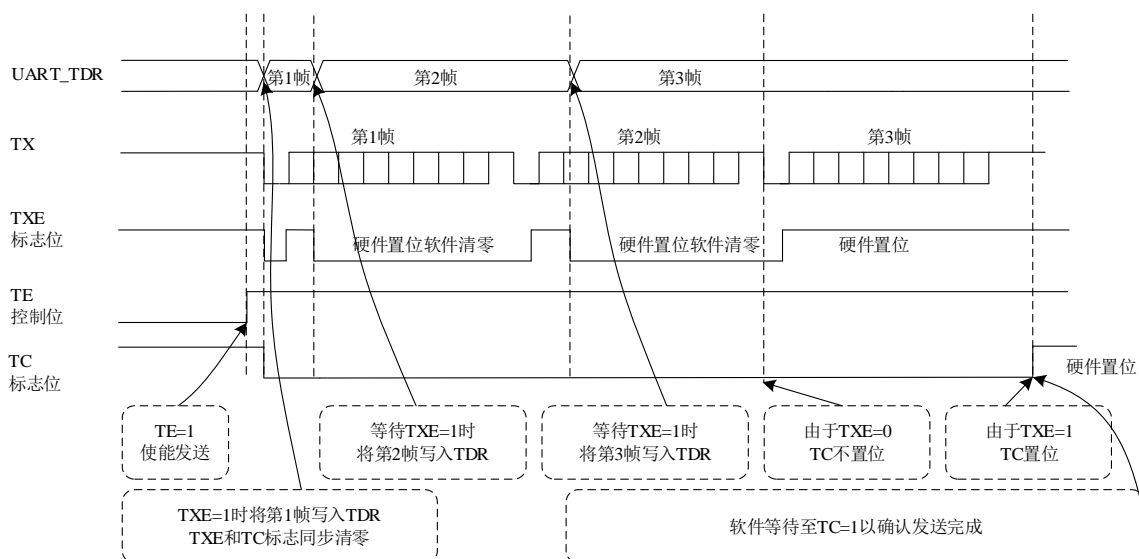 UART_TDR
第1帧
第2帧
第3帧
TX
第1帧
第2帧
第3帧
TXE
标志位
硬件置位软件清零
硬件置位软件清零
硬件置位
TE
控制位
TC
标志位
硬件置位
TE=1
使能发送
等待TXE=1时
将第2帧写入TDR
等待TXE=1时
将第3帧写入TDR
由于TXE=0
TC不置位
由于TXE=1
TC置位
TXE=1时将第1帧写入TDR
TXE和TC标志同步清零
软件等待至TC=1以确认发送完成